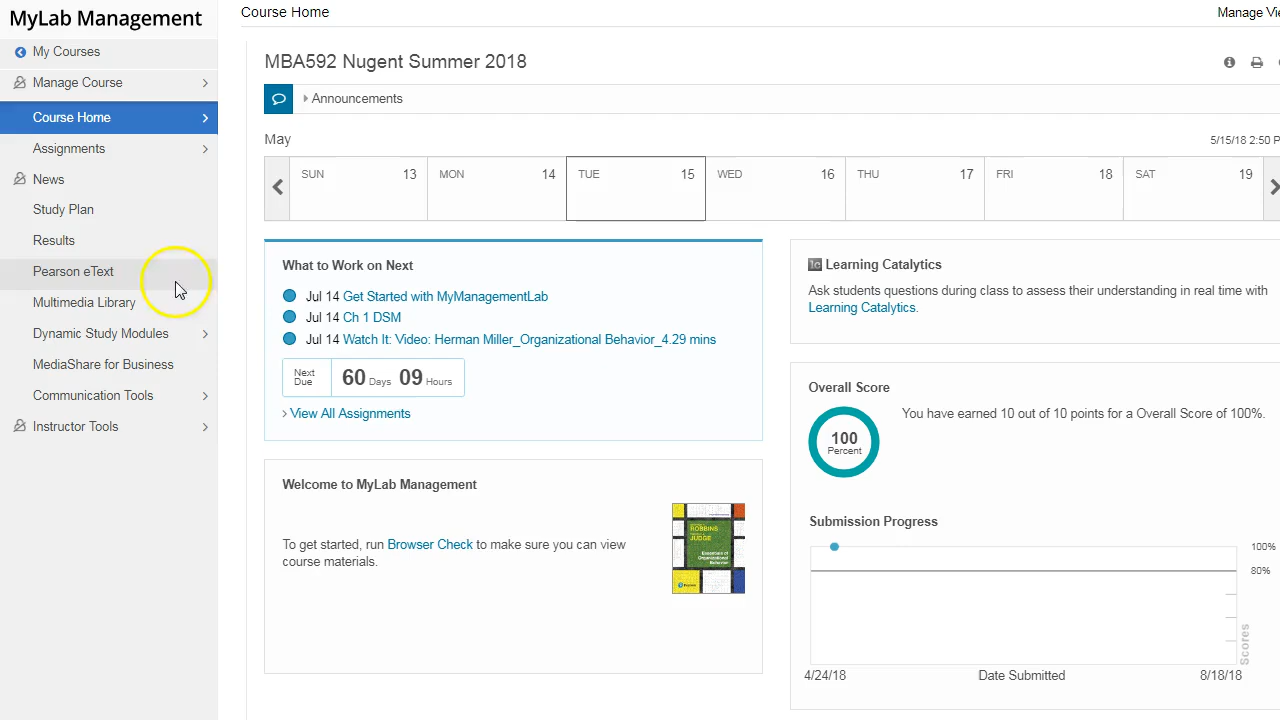 MyLab Management
My Courses
Manage Course
Course Home
Assignments
News
Study Plan
Results
Pearson eText
Multimedia Library
Dynamic Study Modules
MediaShare for Business
Communication Tools
Instructor Tools
Course Home
Manage Vi
MBA592 Nugent Summer 2018
Announcements
May
5/15/18 2:50 P
SUN 13 MON 14 TUE 15 WED 16 THU 17 FRI 18 SAT 19
What to Work on Next
Jul 14 Get Started with MyManagementLab
Jul 14 Ch 1 DSM
Jul 14 Watch It: Video: Herman Miller_Organizational Behavior_4.29 mins
Next Due 60 Days 09 Hours
View All Assignments
Welcome to MyLab Management
To get started, run Browser Check to make sure you can view
course materials.
ROBBINS
JUDGE
Essentials of
Organizational
Behavior
Pearson
lc Learning Catalytics
Ask students questions during class to assess their understanding in real time with
Learning Catalytics.
Overall Score
100
Percent
You have earned 10 out of 10 points for a Overall Score of 100%.
Submission Progress
100%
80%
Scores
4/24/18 Date Submitted 8/18/18